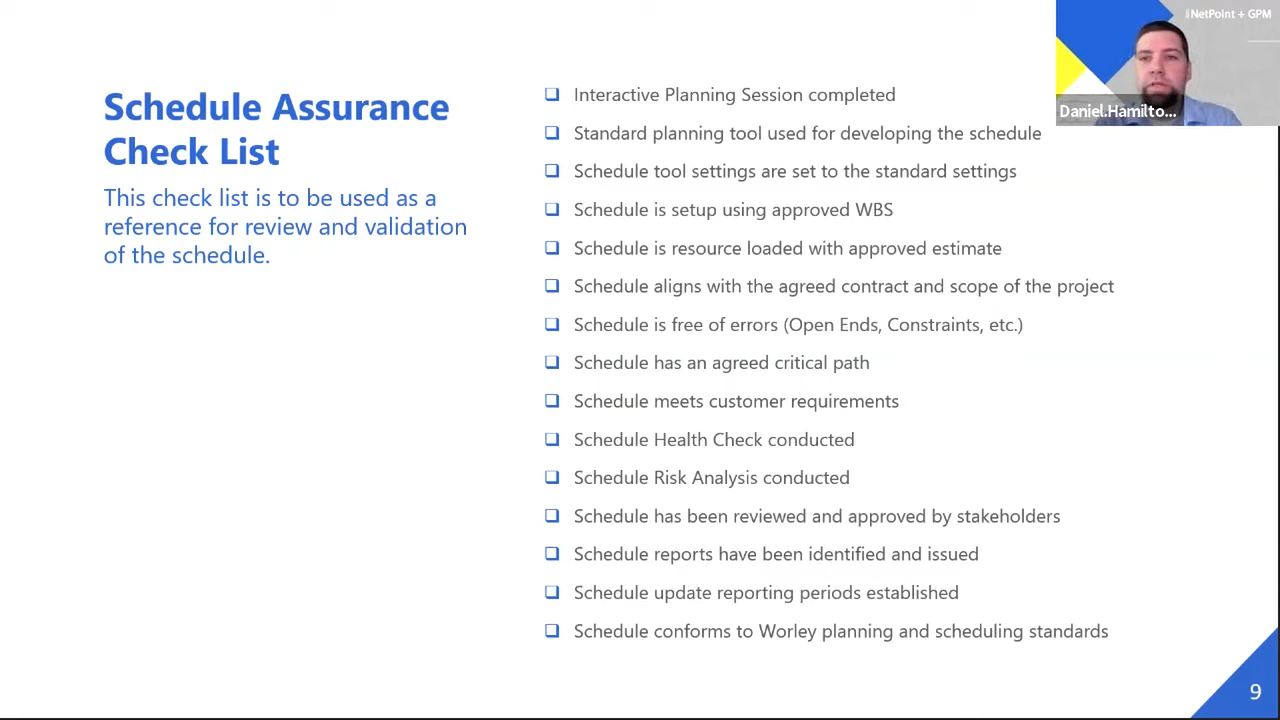 NetPoint + GPM
Daniel.Hamilto...
Schedule Assurance
Check List
This check list is to be used as a
reference for review and validation
of the schedule.
Interactive Planning Session completed
Standard planning tool used for developing the schedule
Schedule tool settings are set to the standard settings
Schedule is setup using approved WBS
Schedule is resource loaded with approved estimate
Schedule aligns with the agreed contract and scope of the project
Schedule is free of errors (Open Ends, Constraints, etc.)
Schedule has an agreed critical path
Schedule meets customer requirements
Schedule Health Check conducted
Schedule Risk Analysis conducted
Schedule has been reviewed and approved by stakeholders
Schedule reports have been identified and issued
Schedule update reporting periods established
Schedule conforms to Worley planning and scheduling standards
9